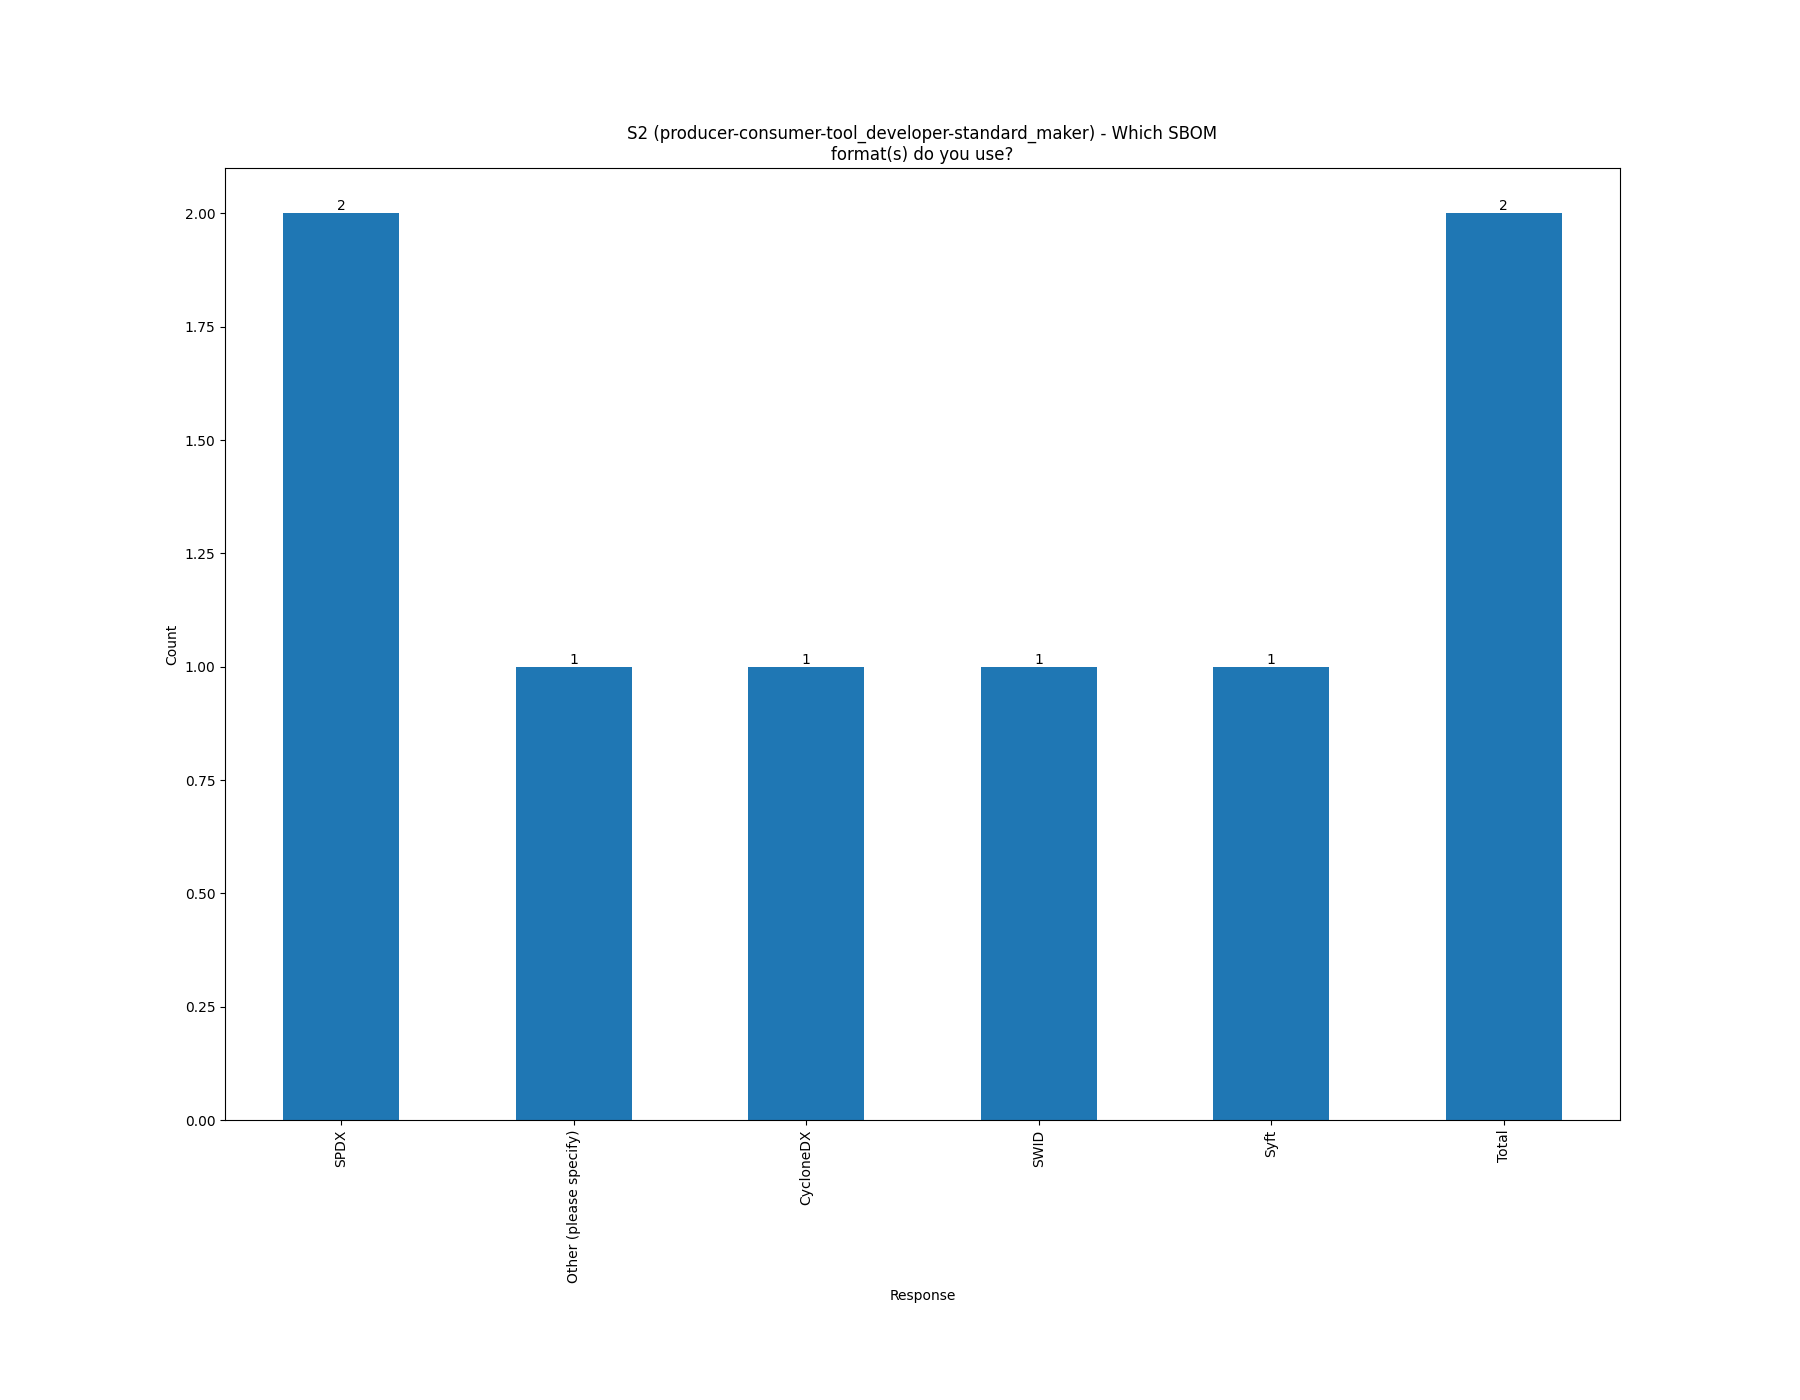 S2 (producer-consumer-tool_developer-standard_maker) - Which SBOM
format(s) do you use?
2
1
1
1
1
2
2.00
1.75
1.50
1.25
1.00
0.75
0.50
0.25
0.00
Count
SPDX
Other (please specify)
CycloneDX
SWID
Syft
Total
Response